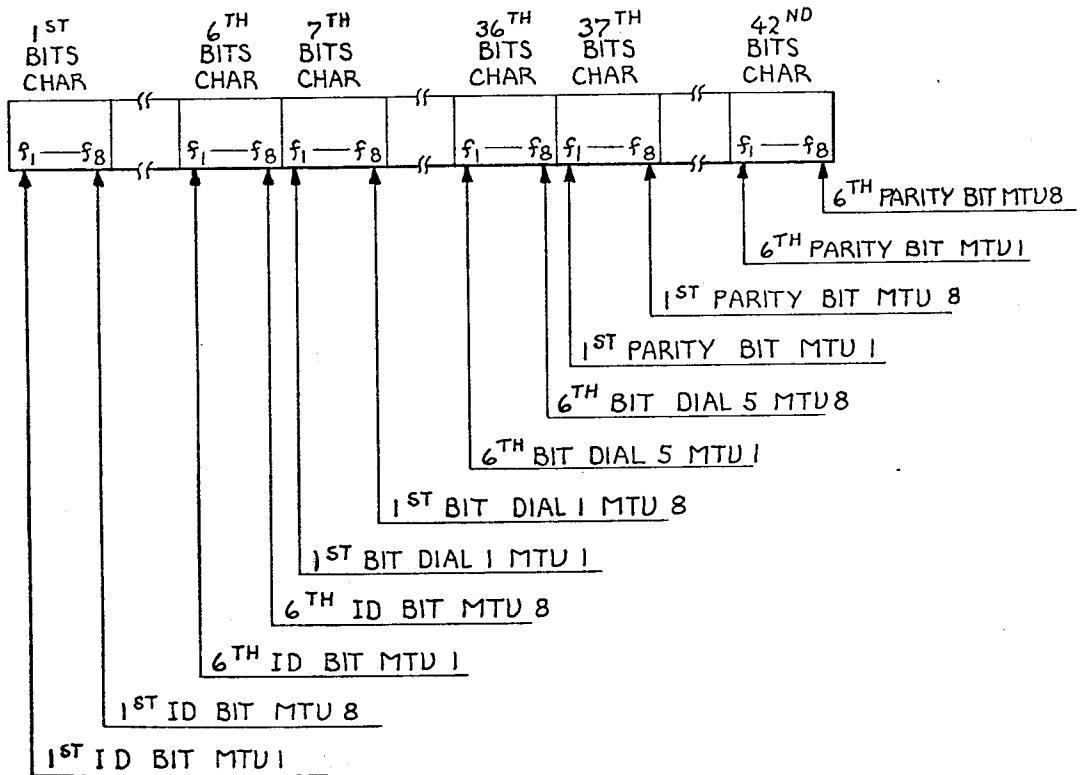 1ST BITS CHAR
6TH BITS CHAR
7TH BITS CHAR
36TH BITS CHAR
37TH BITS CHAR
42ND BITS CHAR
f1—f8
f1—f8
f1—f8
f1—f8
f1—f8
f1—f8
6TH PARITY BIT MTU8
6TH PARITY BIT MTU1
1ST PARITY BIT MTU 8
1ST PARITY BIT MTU 1
6TH BIT DIAL 5 MTU 8
6TH BIT DIAL 5 MTU 1
1ST BIT DIAL 1 MTU 8
1ST BIT DIAL 1 MTU 1
6TH ID BIT MTU 8
6TH ID BIT MTU 1
1ST ID BIT MTU 8
1ST ID BIT MTU1